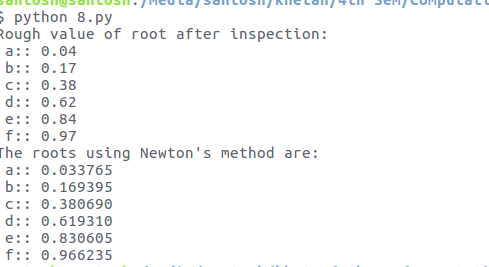 santosh@santosh:/Media/santosh/Khetan/4th Sem/Computati
$ python 8.py
Rough value of root after inspection:
a:: 0.04
b:: 0.17
c:: 0.38
d:: 0.62
e:: 0.84
f:: 0.97
The roots using Newton's method are:
a:: 0.033765
b:: 0.169395
c:: 0.380690
d:: 0.619310
e:: 0.830605
f:: 0.966235